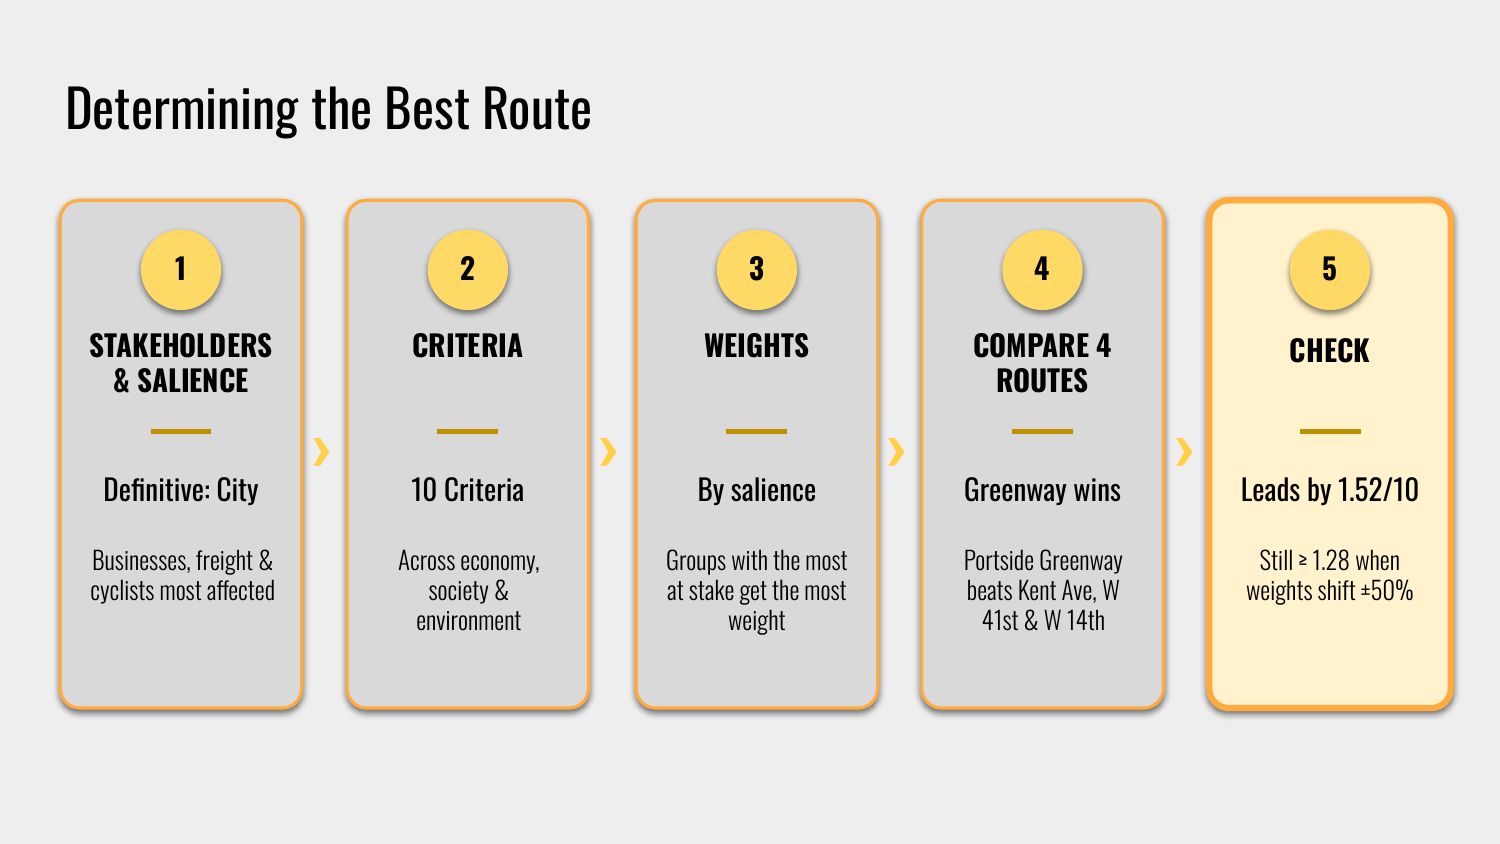 Determining the Best Route
1
STAKEHOLDERS
& SALIENCE
Definitive: City
Businesses, freight &
cyclists most affected
›
2
CRITERIA
10 Criteria
Across economy,
society &
environment
›
3
WEIGHTS
By salience
Groups with the most
at stake get the most
weight
›
4
COMPARE 4
ROUTES
Greenway wins
Portside Greenway
beats Kent Ave, W
41st & W 14th
›
5
CHECK
Leads by 1.52/10
Still ≥ 1.28 when
weights shift ±50%